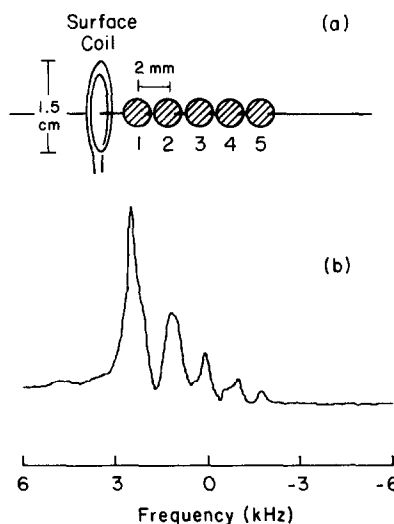 Surface
Coil
(a)
2 mm
1.5
cm
1 2 3 4 5
(b)
6 3 0 -3 -6
Frequency (kHz)